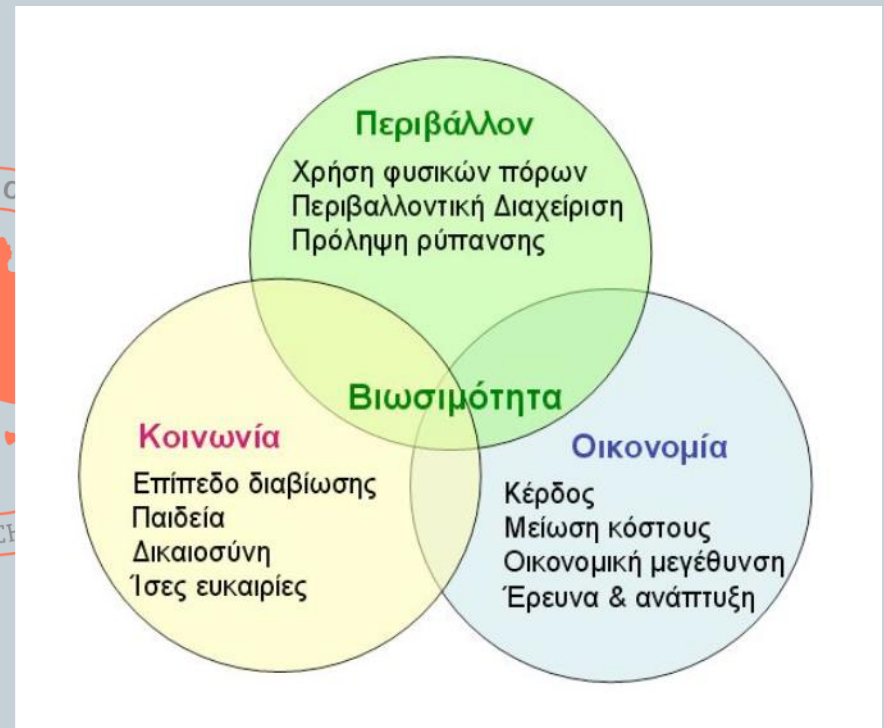 Περιβάλλον
Χρήση φυσικών πόρων
Περιβαλλοντική Διαχείριση
Πρόληψη ρύπανσης
Βιωσιμότητα
Κοινωνία
Επίπεδο διαβίωσης
Παιδεία
Δικαιοσύνη
Ίσες ευκαιρίες
Οικονομία
Κέρδος
Μείωση κόστους
Οικονομική μεγέθυνση
Έρευνα & ανάπτυξη